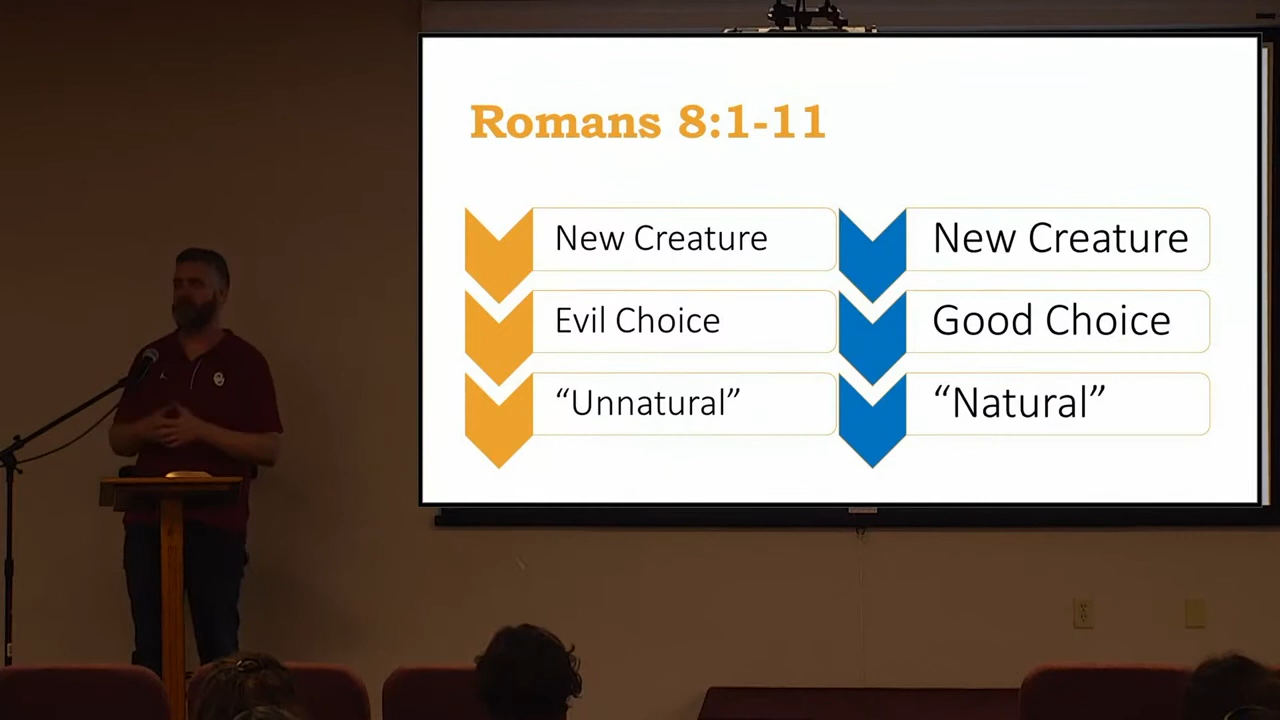 Romans 8:1-11
New Creature
Evil Choice
“Unnatural”
New Creature
Good Choice
“Natural”